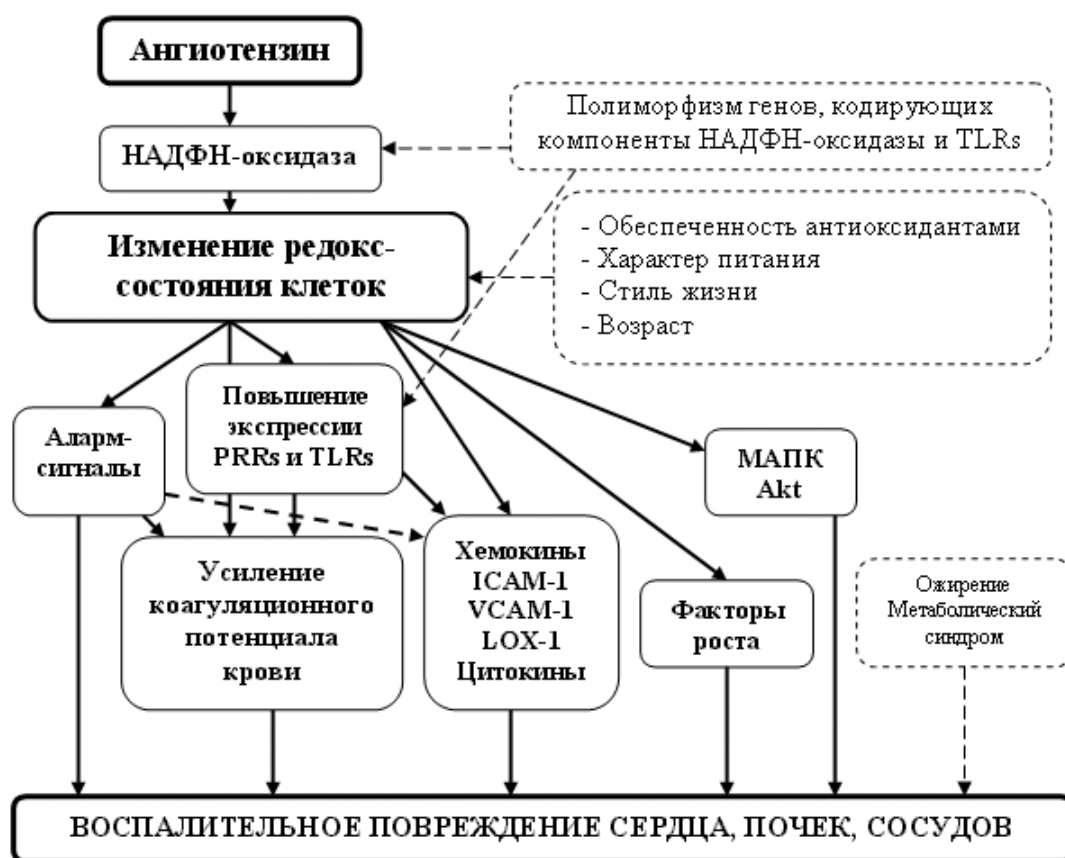 Ангиотензин
Полиморфизм генов, кодирующих
компоненты НАДФН-оксидазы и TLRs
НАДФН-оксидаза
Изменение редокс-
состояния клеток
- Обеспеченность антиоксидантами
- Характер питания
- Стиль жизни
- Возраст
Аларм-
сигналы
Повышение
экспрессии
PRRs и TLRs
МАПК
Akt
Усиление
коагуляционного
потенциала
крови
Хемокины
ICAM-1
VCAM-1
LOX-1
Цитокины
Факторы
роста
Ожирение
Метаболический
синдром
ВОСПАЛИТЕЛЬНОЕ ПОВРЕЖДЕНИЕ СЕРДЦА, ПОЧЕК, СОСУДОВ